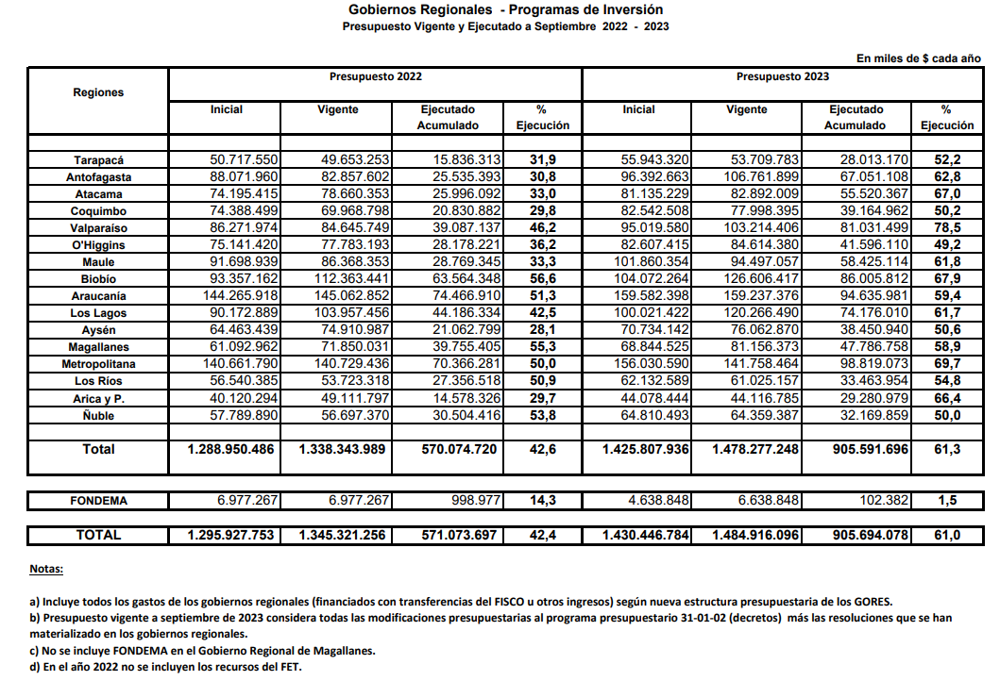 Gobiernos Regionales - Programas de Inversión
Presupuesto Vigente y Ejecutado a Septiembre 2022 - 2023
En miles de $ cada año
Regiones Presupuesto 2022 Presupuesto 2023
Inicial Vigente Ejecutado Acumulado % Ejecución Inicial Vigente Ejecutado Acumulado % Ejecución
Tarapacá 50.717.550 49.653.253 15.836.313 31,9 55.943.320 53.709.783 28.013.170 52,2
Antofagasta 88.071.960 82.857.602 25.535.393 30,8 96.392.663 106.761.899 67.051.108 62,8
Atacama 74.195.415 78.660.353 25.996.092 33,0 81.135.229 82.892.009 55.520.367 67,0
Coquimbo 74.388.499 69.968.798 20.830.882 29,8 82.542.508 77.998.395 39.164.962 50,2
Valparaíso 86.271.974 84.645.749 39.087.137 46,2 95.019.580 103.214.406 81.031.499 78,5
O'Higgins 75.141.420 77.783.193 28.178.221 36,2 82.607.415 84.614.380 41.596.110 49,2
Maule 91.698.939 86.368.353 28.769.345 33,3 101.860.354 94.497.057 58.425.114 61,8
Biobío 93.357.162 112.363.441 63.564.348 56,6 104.072.264 126.606.417 86.005.812 67,9
Araucanía 144.265.918 145.062.852 74.466.910 51,3 159.582.398 159.237.376 94.635.981 59,4
Los Lagos 90.172.889 103.957.456 44.186.334 42,5 100.021.422 120.266.490 74.176.010 61,7
Aysén 64.463.439 74.910.987 21.062.799 28,1 70.734.142 76.062.870 38.450.940 50,6
Magallanes 61.092.962 71.850.031 39.755.405 55,3 68.844.525 81.156.373 47.786.758 58,9
Metropolitana 140.661.790 140.729.436 70.366.281 50,0 156.030.590 141.758.464 98.819.073 69,7
Los Ríos 56.540.385 53.723.318 27.356.518 50,9 62.132.589 61.025.157 33.463.954 54,8
Arica y P. 40.120.294 49.111.797 14.578.326 29,7 44.078.444 44.116.785 29.280.979 66,4
Ñuble 57.789.890 56.697.370 30.504.416 53,8 64.810.493 64.359.387 32.169.859 50,0
Total 1.288.950.486 1.338.343.989 570.074.720 42,6 1.425.807.936 1.478.277.248 905.591.696 61,3
FONDEMA 6.977.267 6.977.267 998.977 14,3 4.638.848 6.638.848 102.382 1,5
TOTAL 1.295.927.753 1.345.321.256 571.073.697 42,4 1.430.446.784 1.484.916.096 905.694.078 61,0
Notas:
a) Incluye todos los gastos de los gobiernos regionales (financiados con transferencias del FISCO u otros ingresos) según nueva estructura presupuestaria de los GORES.
b) Presupuesto vigente a septiembre de 2023 considera todas las modificaciones presupuestarias al programa presupuestario 31-01-02 (decretos) más las resoluciones que se han
materializado en los gobiernos regionales.
c) No se incluye FONDEMA en el Gobierno Regional de Magallanes.
d) En el año 2022 no se incluyen los recursos del FET.